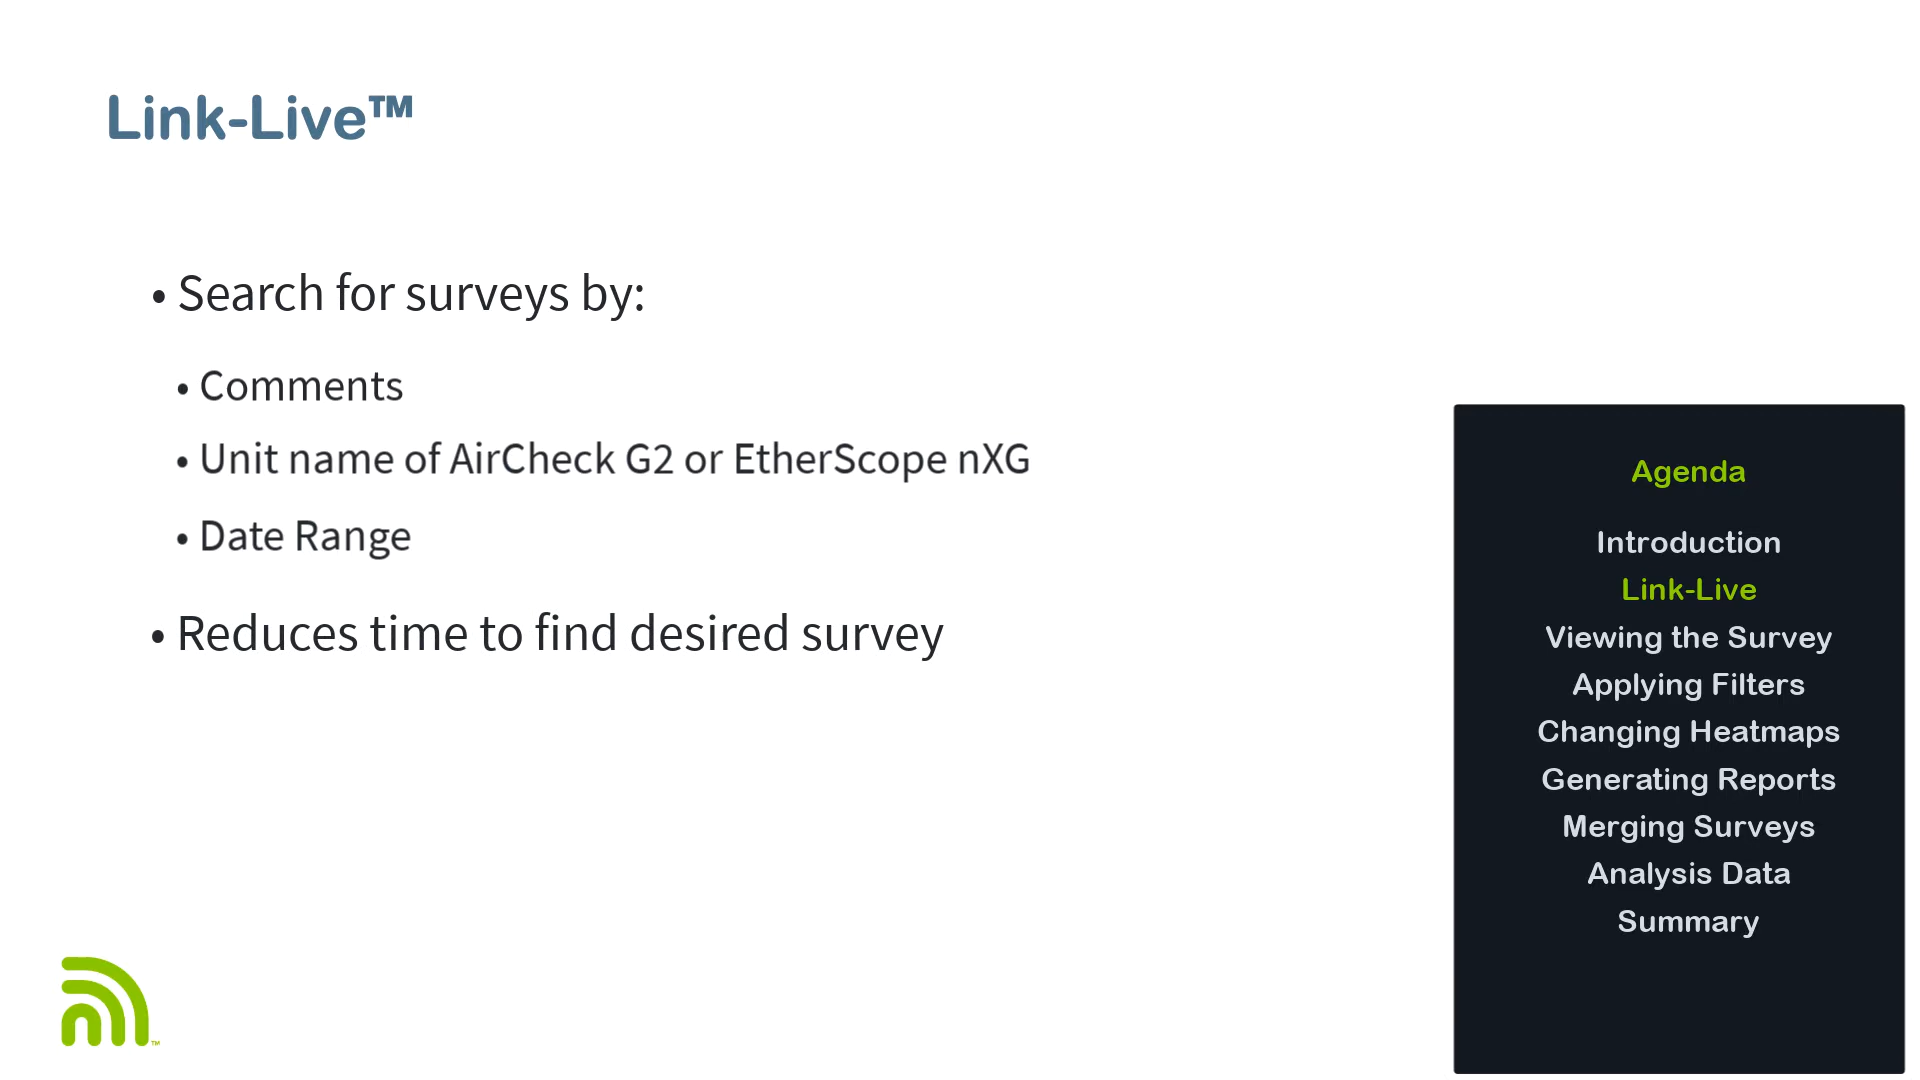 Link-Live™
• Search for surveys by:
• Comments
• Unit name of AirCheck G2 or EtherScope nXG
• Date Range
• Reduces time to find desired survey
Agenda
Introduction
Link-Live
Viewing the Survey
Applying Filters
Changing Heatmaps
Generating Reports
Merging Surveys
Analysis Data
Summary
™